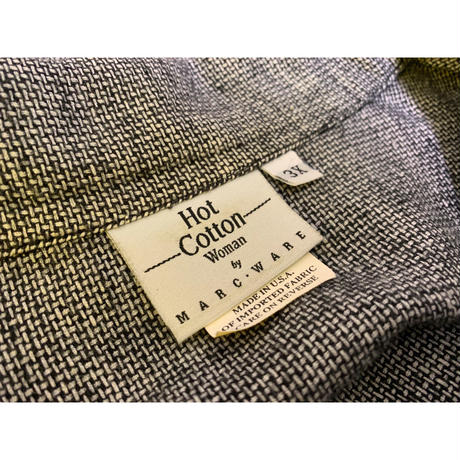 Hot
Cotton
Woman
by
MARC·WARE
3X
MADE IN U.S.A.
OF IMPORTED FABRIC
CARE ON REVERSE